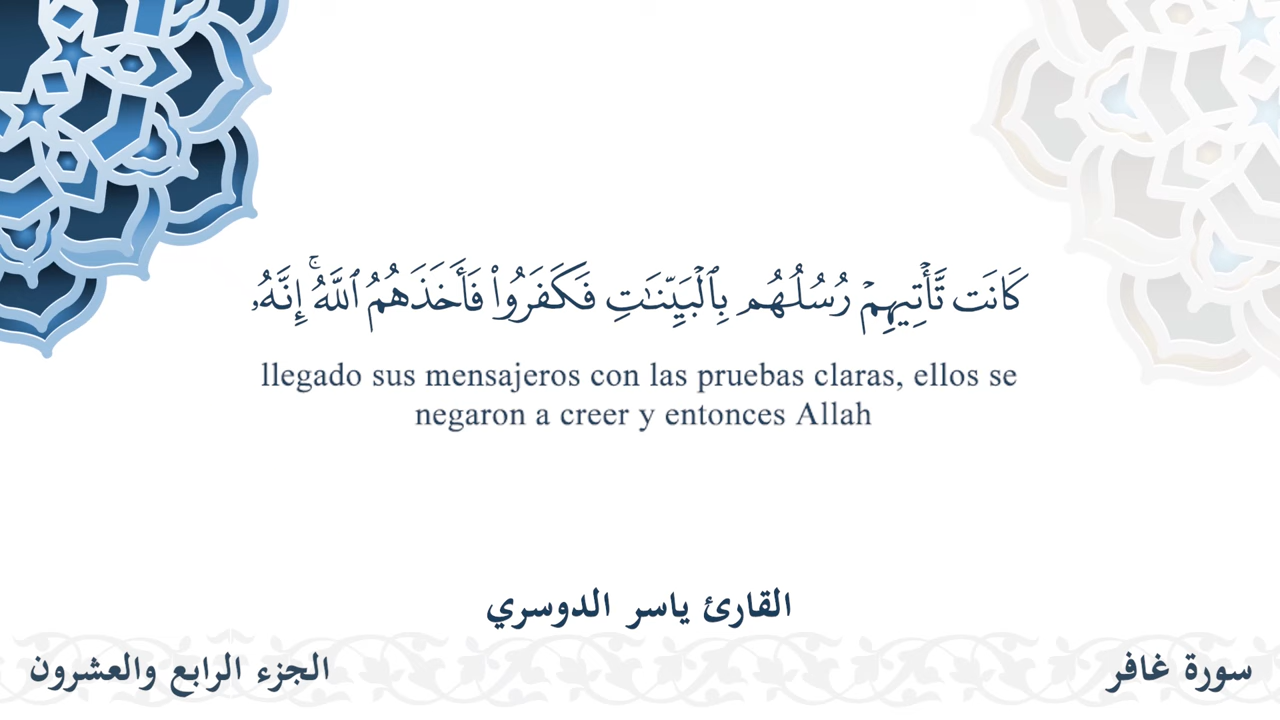 كَانَت تَّأۡتِيهِمۡ رُسُلُهُم بِٱلۡبَيِّنَٰتِ فَكَفَرُواْ فَأَخَذَهُمُ ٱللَّهُۚ إِنَّهُۥ
llegado sus mensajeros con las pruebas claras, ellos se
negaron a creer y entonces Allah
القارئ ياسر الدوسري
سورة غافر
الجزء الرابع والعشرون